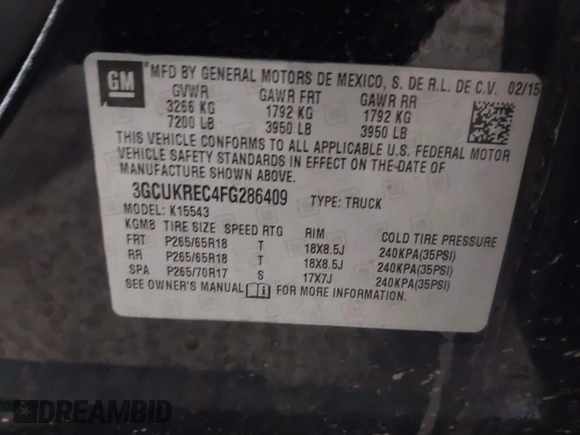 GM
*MFD BY GENERAL MOTORS DE MEXICO, S. DE R.L. DE C.V. 02/15
GVWR GAWR FRT GAWR RR
3266 KG 1792 KG 1792 KG
7200 LB 3950 LB 3950 LB
THIS VEHICLE CONFORMS TO ALL APPLICABLE U.S. FEDERAL MOTOR
VEHICLE SAFETY STANDARDS IN EFFECT ON THE DATE OF
MANUFACTURE SHOWN ABOVE.
3GCUKREC4FG286409 TYPE: TRUCK
MODEL: K15543
KGMB TIRE SIZE SPEED RTG RIM COLD TIRE PRESSURE
FRT P265/65R18 T 18X8.5J 240KPA(35PSI)
RR P265/65R18 T 18X8.5J 240KPA(35PSI)
SPA P265/70R17 S 17X7J 240KPA(35PSI)
SEE OWNER'S MANUAL FOR MORE INFORMATION.
DREAMBID